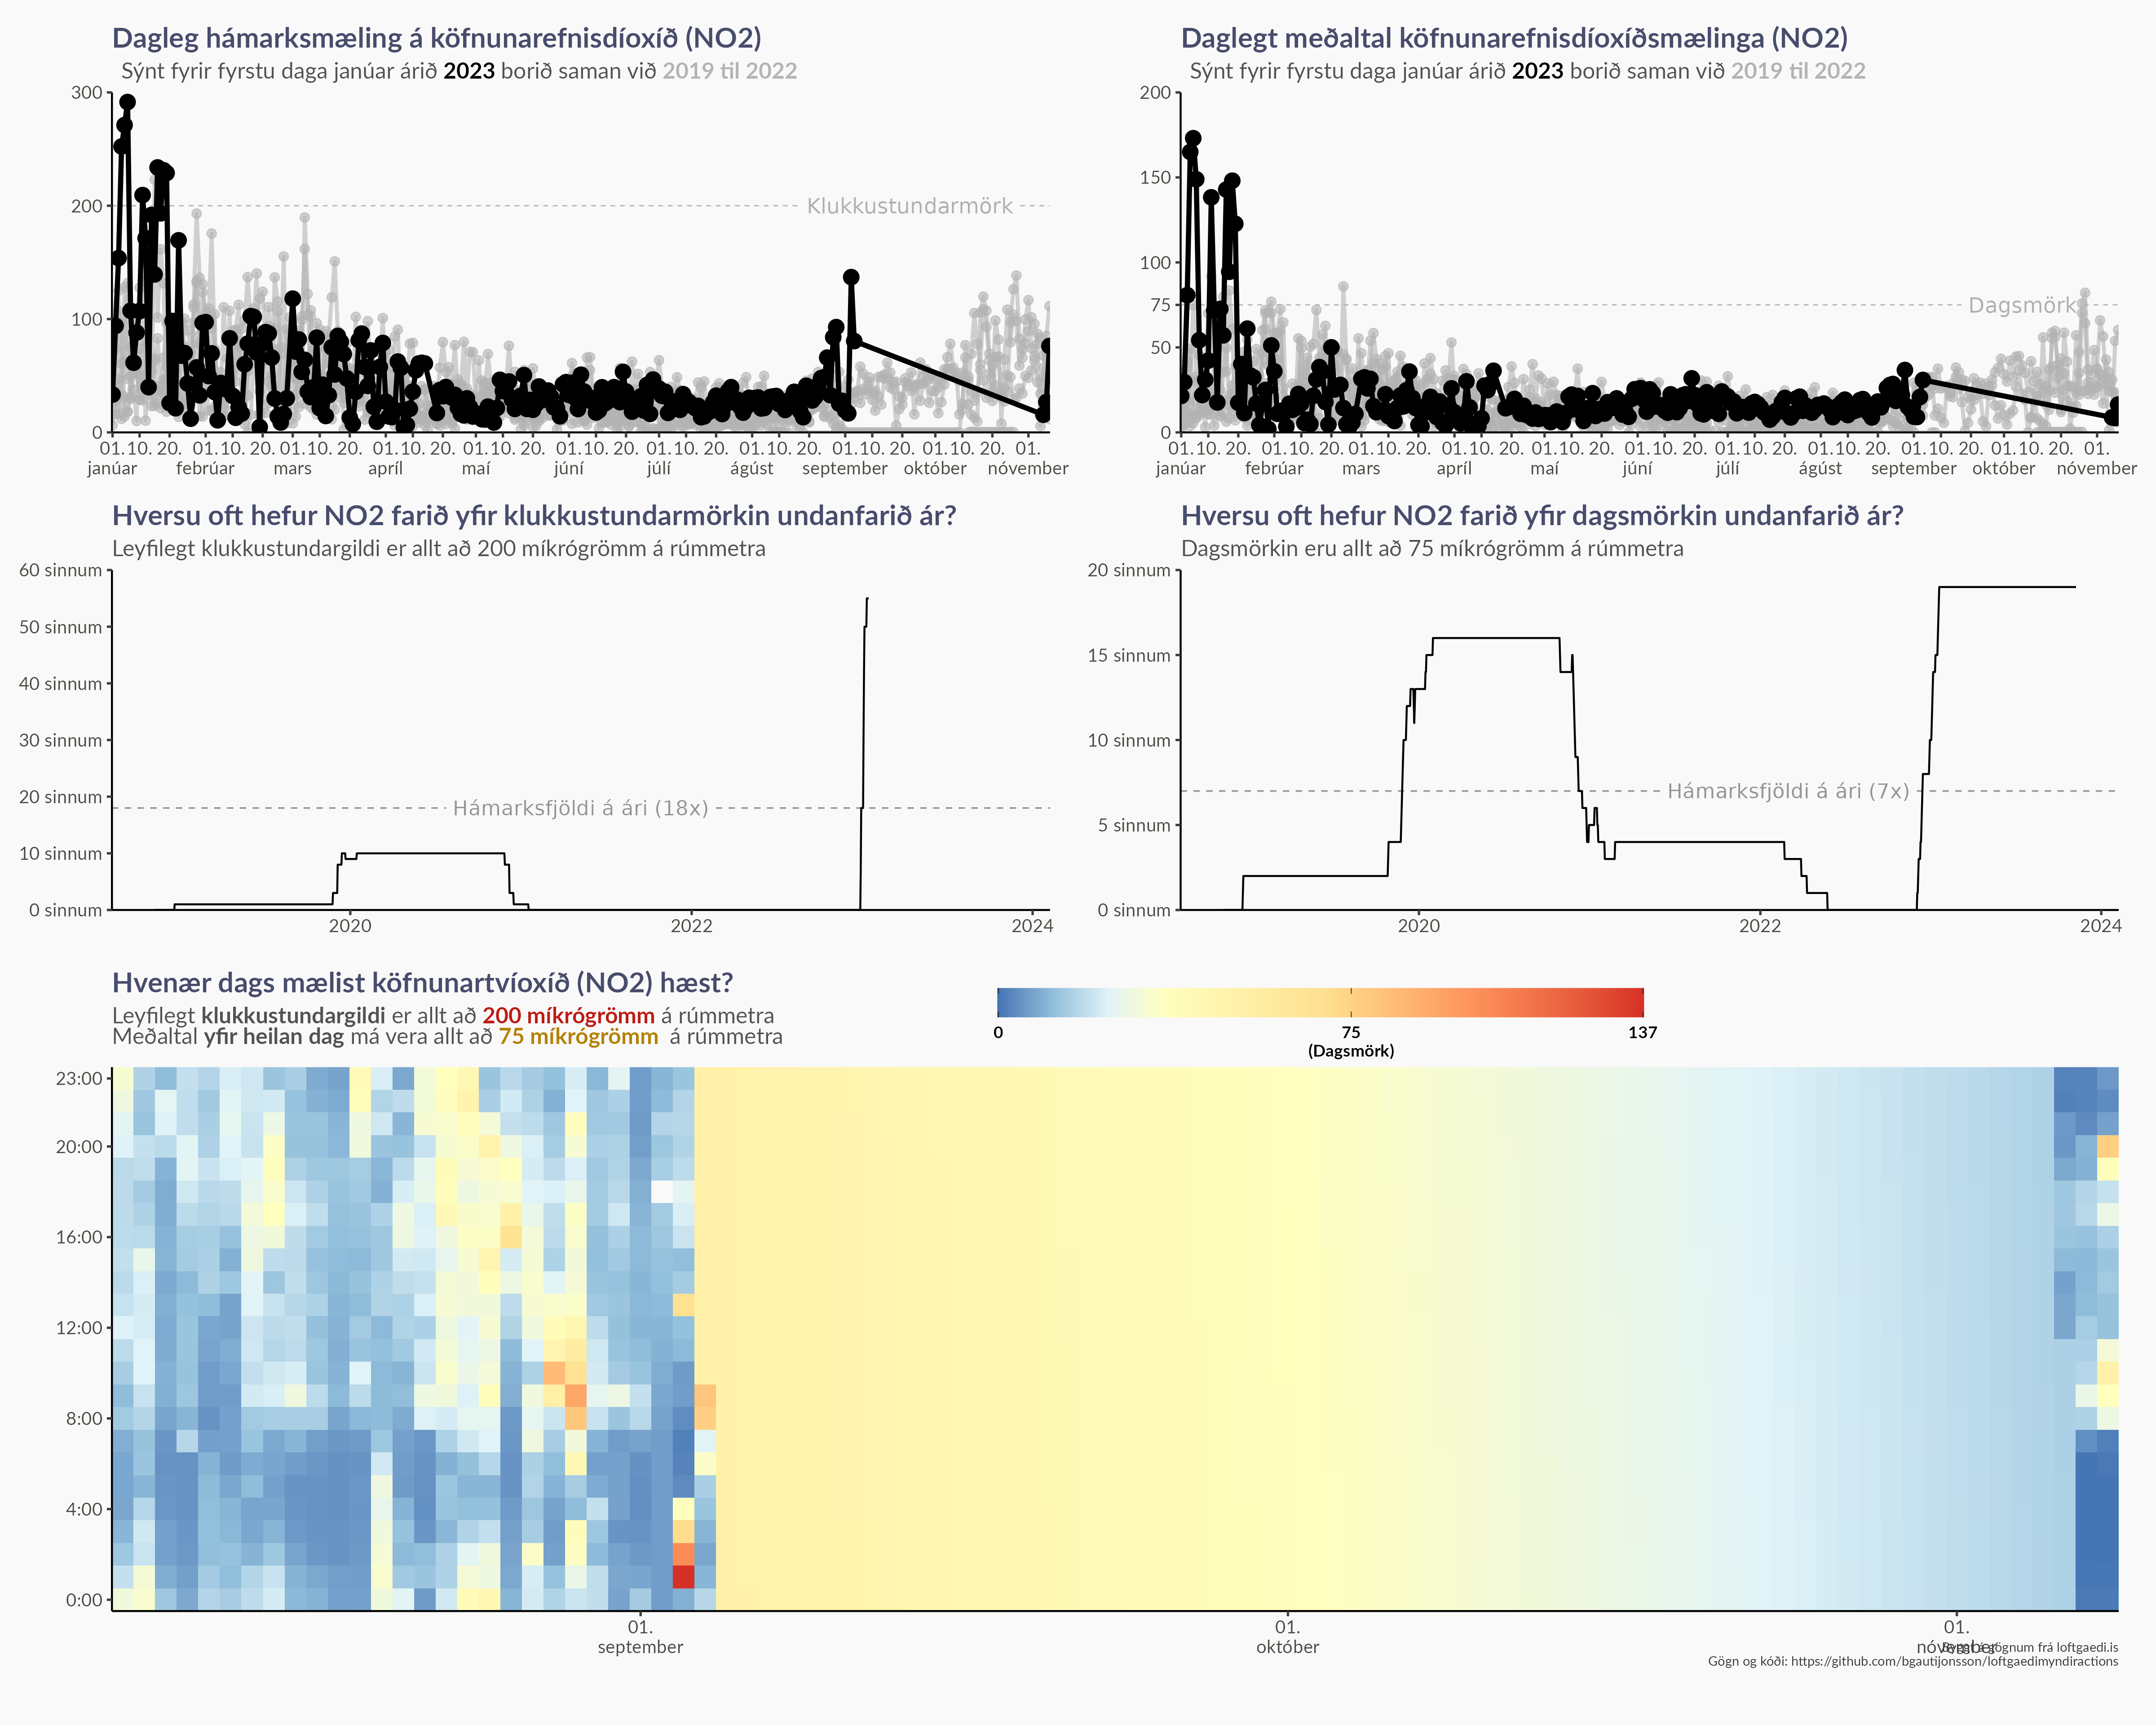 Dagleg hámarksmæling á köfnunarefnisdíoxíð (NO2)
Sýnt fyrir fyrstu daga janúar árið 2023 borið saman við 2019 til 2022
300
200
100
0
Klukkustundarmörk
01. 10. 20. 01. 10. 20. 01. 10. 20. 01. 10. 20. 01. 10. 20. 01. 10. 20. 01. 10. 20. 01. 10. 20. 01. 10. 20. 01. 10. 20. 01.
janúar febrúar mars apríl maí júní júlí ágúst september október nóvember
Daglegt meðaltal köfnunarefnisdíoxíðsmælinga (NO2)
Sýnt fyrir fyrstu daga janúar árið 2023 borið saman við 2019 til 2022
200
150
100
75
50
0
Dagsmörk
01. 10. 20. 01. 10. 20. 01. 10. 20. 01. 10. 20. 01. 10. 20. 01. 10. 20. 01. 10. 20. 01. 10. 20. 01. 10. 20. 01. 10. 20. 01.
janúar febrúar mars apríl maí júní júlí ágúst september október nóvember
Hversu oft hefur NO2 farið yfir klukkustundarmörkin undanfarið ár?
Leyfilegt klukkustundargildi er allt að 200 míkrógrömm á rúmmetra
60 sinnum
50 sinnum
40 sinnum
30 sinnum
20 sinnum
10 sinnum
0 sinnum
Hámarksfjöldi á ári (18x)
2020 2022 2024
Hversu oft hefur NO2 farið yfir dagsmörkin undanfarið ár?
Dagsmörkin eru allt að 75 míkrógrömm á rúmmetra
20 sinnum
15 sinnum
10 sinnum
5 sinnum
0 sinnum
Hámarksfjöldi á ári (7x)
2020 2022 2024
Hvenær dags mælist köfnunartvíoxíð (NO2) hæst?
Leyfilegt klukkustundargildi er allt að 200 míkrógrömm á rúmmetra
Meðaltal yfir heilan dag má vera allt að 75 míkrógrömm á rúmmetra
0 75 137
(Dagsmörk)
23:00
20:00
16:00
12:00
8:00
4:00
0:00
01. 01. 01.
september október nóvember
gögnum frá loftgaedi.is
Gögn og kóði: https://github.com/bgautijonsson/loftgaedimyndiractions